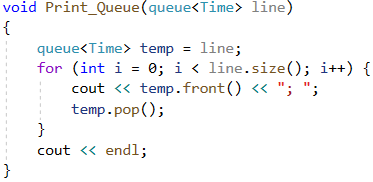 void Print_Queue(queue<Time> line)
{
    queue<Time> temp = line;
    for (int i = 0; i < line.size(); i++) {
        cout << temp.front() << "; ";
        temp.pop();
    }
    cout << endl;
}